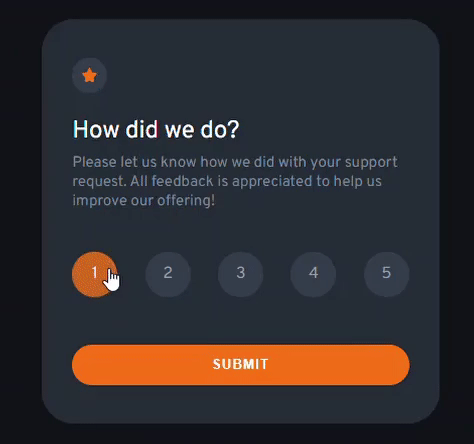 How did we do?
Please let us know how we did with your support
request. All feedback is appreciated to help us
improve our offering!
1 2 3 4 5
SUBMIT